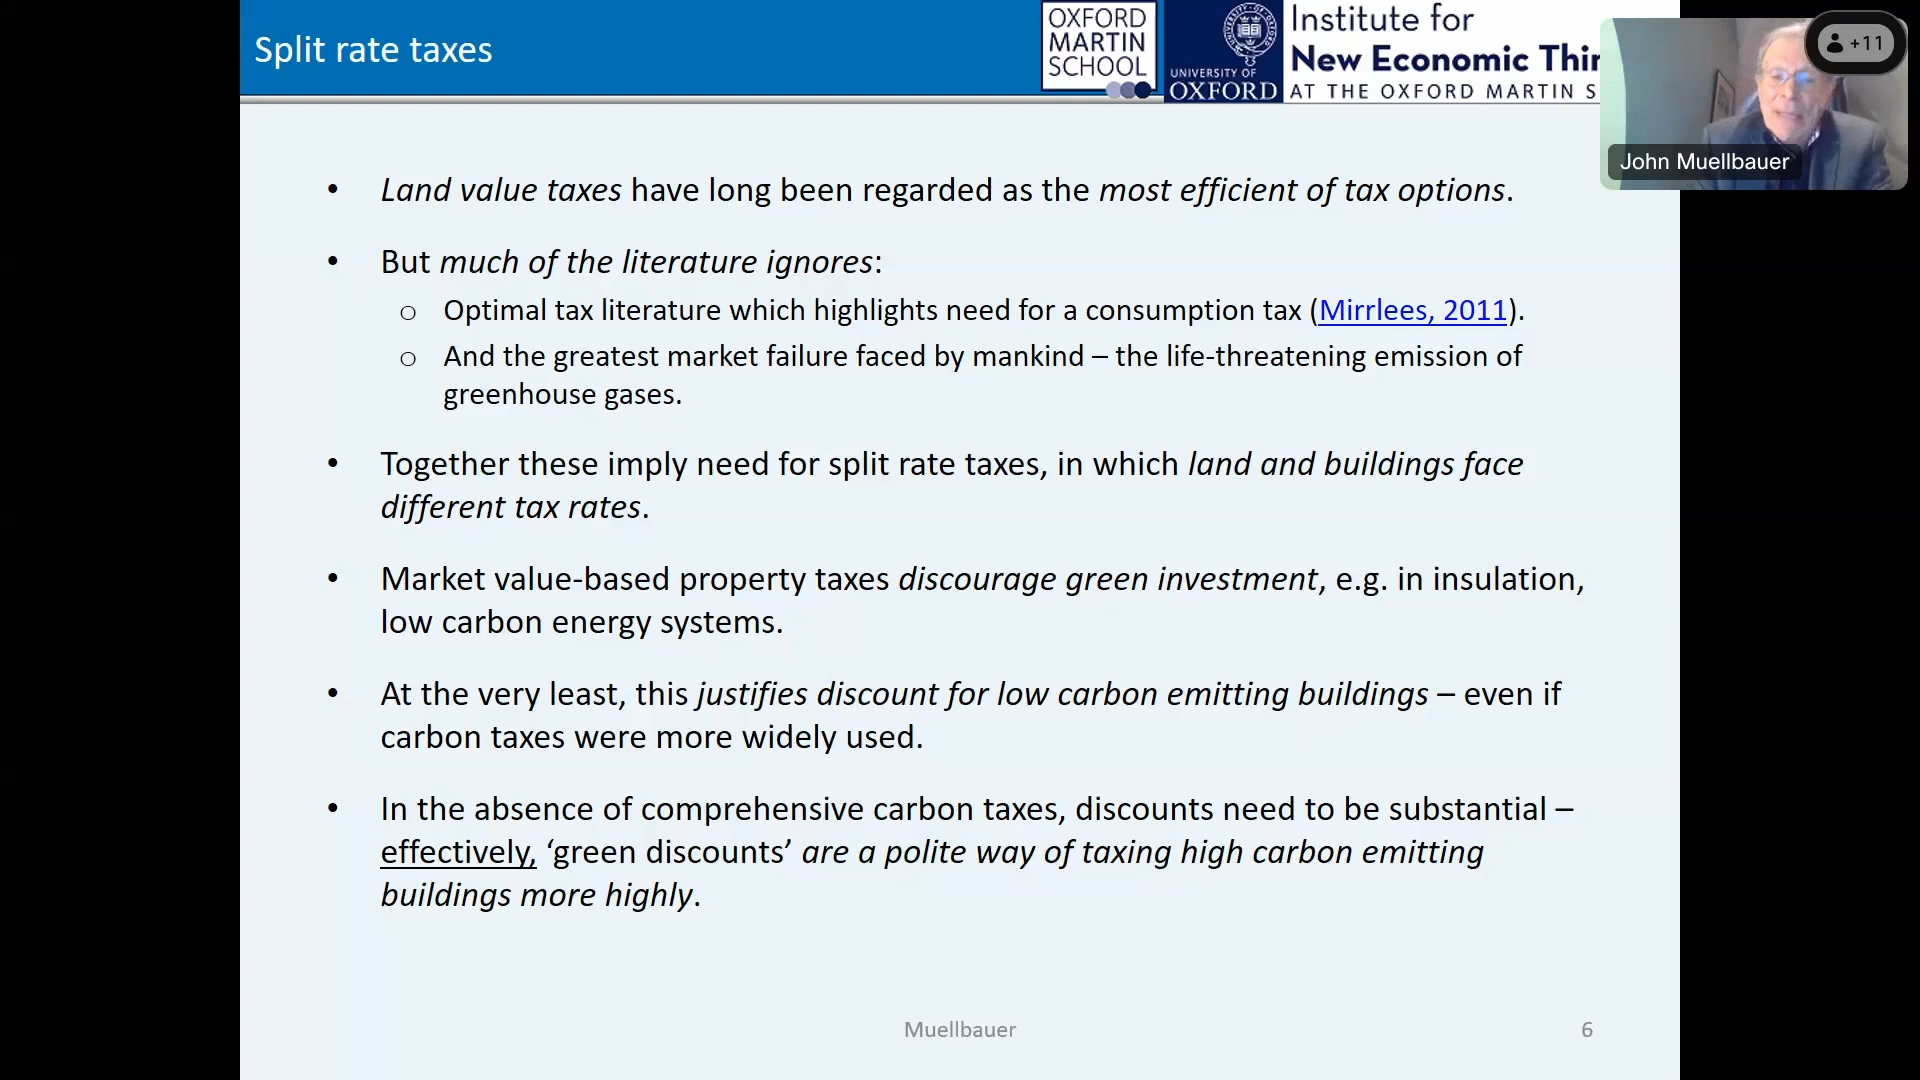 Split rate taxes
OXFORD
MARTIN
SCHOOL
UNIVERSITY OF
OXFORD
Institute for
New Economic Thin
AT THE OXFORD MARTIN S
+11
John Muellbauer
• Land value taxes have long been regarded as the most efficient of tax options.
• But much of the literature ignores:
o Optimal tax literature which highlights need for a consumption tax (Mirrlees, 2011).
o And the greatest market failure faced by mankind – the life-threatening emission of
greenhouse gases.
• Together these imply need for split rate taxes, in which land and buildings face
different tax rates.
• Market value-based property taxes discourage green investment, e.g. in insulation,
low carbon energy systems.
• At the very least, this justifies discount for low carbon emitting buildings – even if
carbon taxes were more widely used.
• In the absence of comprehensive carbon taxes, discounts need to be substantial –
effectively, ‘green discounts’ are a polite way of taxing high carbon emitting
buildings more highly.
Muellbauer
6